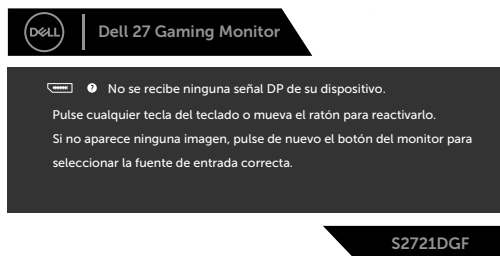 DELL
Dell 27 Gaming Monitor
? No se recibe ninguna señal DP de su dispositivo.
Pulse cualquier tecla del teclado o mueva el ratón para reactivarlo.
Si no aparece ninguna imagen, pulse de nuevo el botón del monitor para
seleccionar la fuente de entrada correcta.
S2721DGF